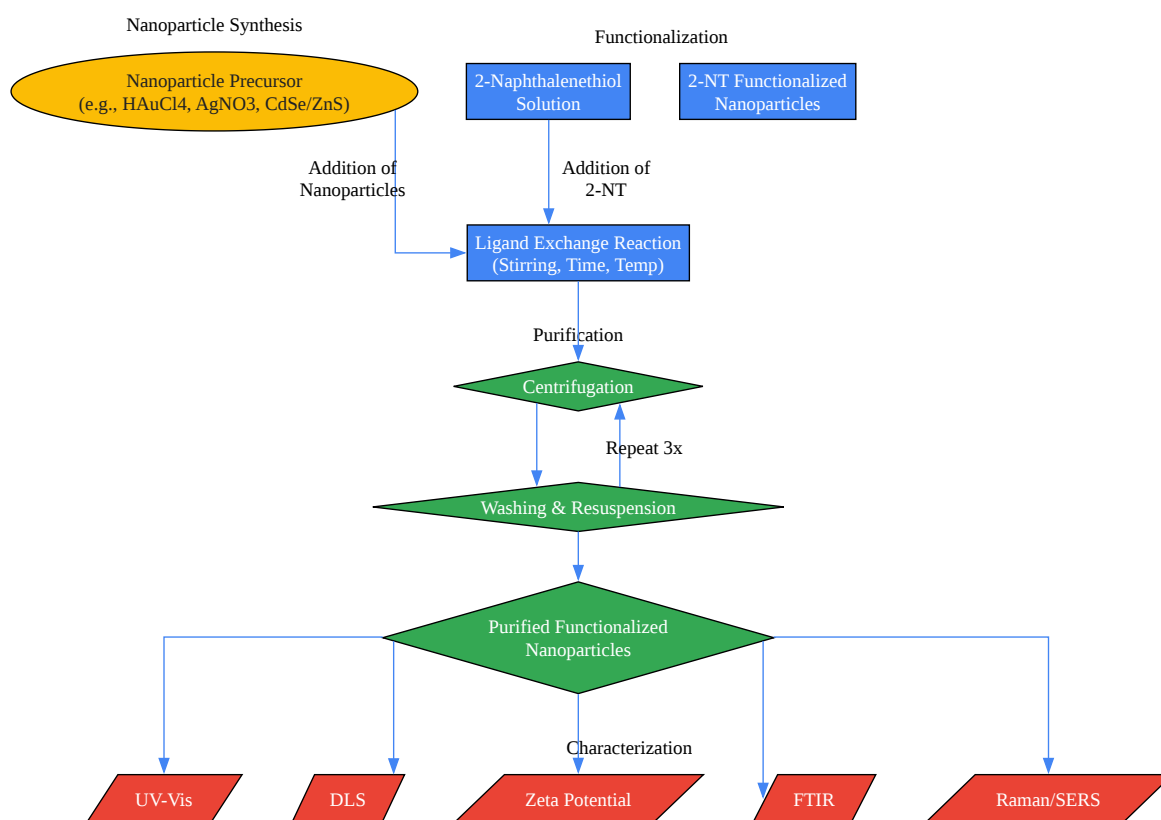 Nanoparticle Synthesis
Functionalization
Nanoparticle Precursor
(e.g., HAuCl4, AgNO3, CdSe/ZnS)
2-Naphthalenethiol
Solution
2-NT Functionalized
Nanoparticles
Addition of
Nanoparticles
Addition of
2-NT
Ligand Exchange Reaction
(Stirring, Time, Temp)
Purification
Centrifugation
Repeat 3x
Washing & Resuspension
Purified Functionalized
Nanoparticles
Characterization
UV-Vis
DLS
Zeta Potential
FTIR
Raman/SERS